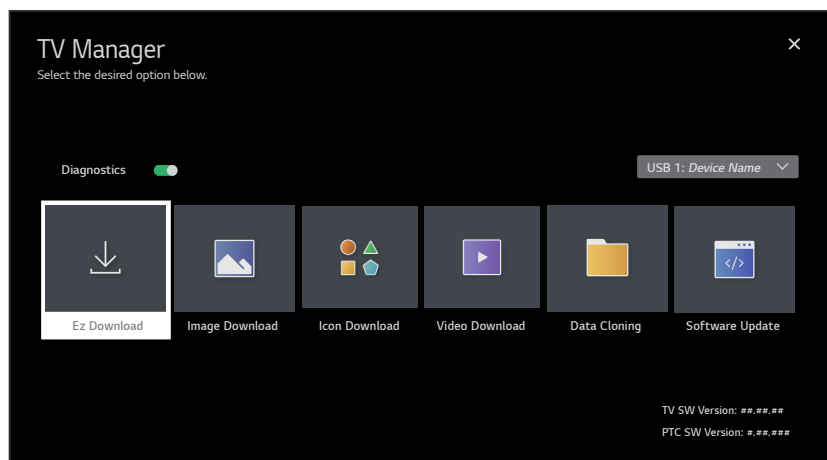 TV Manager
Select the desired option below.
Diagnostics
USB 1: Device Name
</>
Ez Download
Image Download
Icon Download
Video Download
Data Cloning
Software Update
TV SW Version: ##.##.##
PTC SW Version: #.##.###